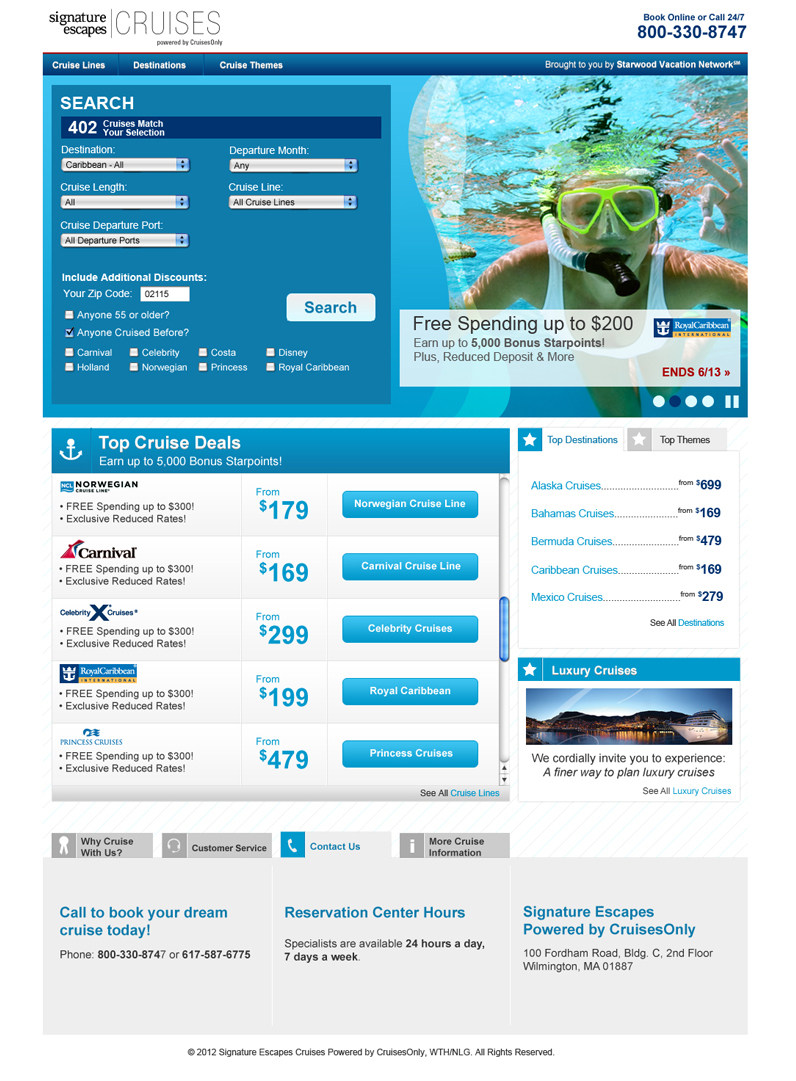 signature escapes CRUISES
powered by CruisesOnly
Book Online or Call 24/7
800-330-8747
Cruise Lines Destinations Cruise Themes
Brought to you by Starwood Vacation Network℠
SEARCH
402 Cruises Match Your Selection
Destination: Departure Month:
Caribbean - All Any
Cruise Length: Cruise Line:
All All Cruise Lines
Cruise Departure Port:
All Departure Ports
Include Additional Discounts:
Your Zip Code: 02115
Search
Anyone 55 or older?
Anyone Cruised Before?
Carnival Celebrity Costa Disney
Holland Norwegian Princess Royal Caribbean
Free Spending up to $200
Earn up to 5,000 Bonus Starpoints!
Plus, Reduced Deposit & More
RoyalCaribbean
INTERNATIONAL
ENDS 6/13 »
Top Cruise Deals
Earn up to 5,000 Bonus Starpoints!
NCL NORWEGIAN
CRUISE LINE®
• FREE Spending up to $300!
• Exclusive Reduced Rates!
From
$179
Norwegian Cruise Line
Carnival
• FREE Spending up to $300!
• Exclusive Reduced Rates!
From
$169
Carnival Cruise Line
Celebrity X Cruises®
• FREE Spending up to $300!
• Exclusive Reduced Rates!
From
$299
Celebrity Cruises
RoyalCaribbean
INTERNATIONAL
• FREE Spending up to $300!
• Exclusive Reduced Rates!
From
$199
Royal Caribbean
PRINCESS CRUISES
• FREE Spending up to $300!
• Exclusive Reduced Rates!
From
$479
Princess Cruises
See All Cruise Lines
Top Destinations Top Themes
Alaska Cruises..........................from $699
Bahamas Cruises.....................from $169
Bermuda Cruises......................from $479
Caribbean Cruises....................from $169
Mexico Cruises..........................from $279
See All Destinations
Luxury Cruises
We cordially invite you to experience:
A finer way to plan luxury cruises
See All Luxury Cruises
Why Cruise With Us?
Customer Service
Contact Us
More Cruise Information
Call to book your dream
cruise today!
Phone: 800-330-8747 or 617-587-6775
Reservation Center Hours
Specialists are available 24 hours a day,
7 days a week.
Signature Escapes
Powered by CruisesOnly
100 Fordham Road, Bldg. C, 2nd Floor
Wilmington, MA 01887
© 2012 Signature Escapes Cruises Powered by CruisesOnly, WTH/NLG. All Rights Reserved.